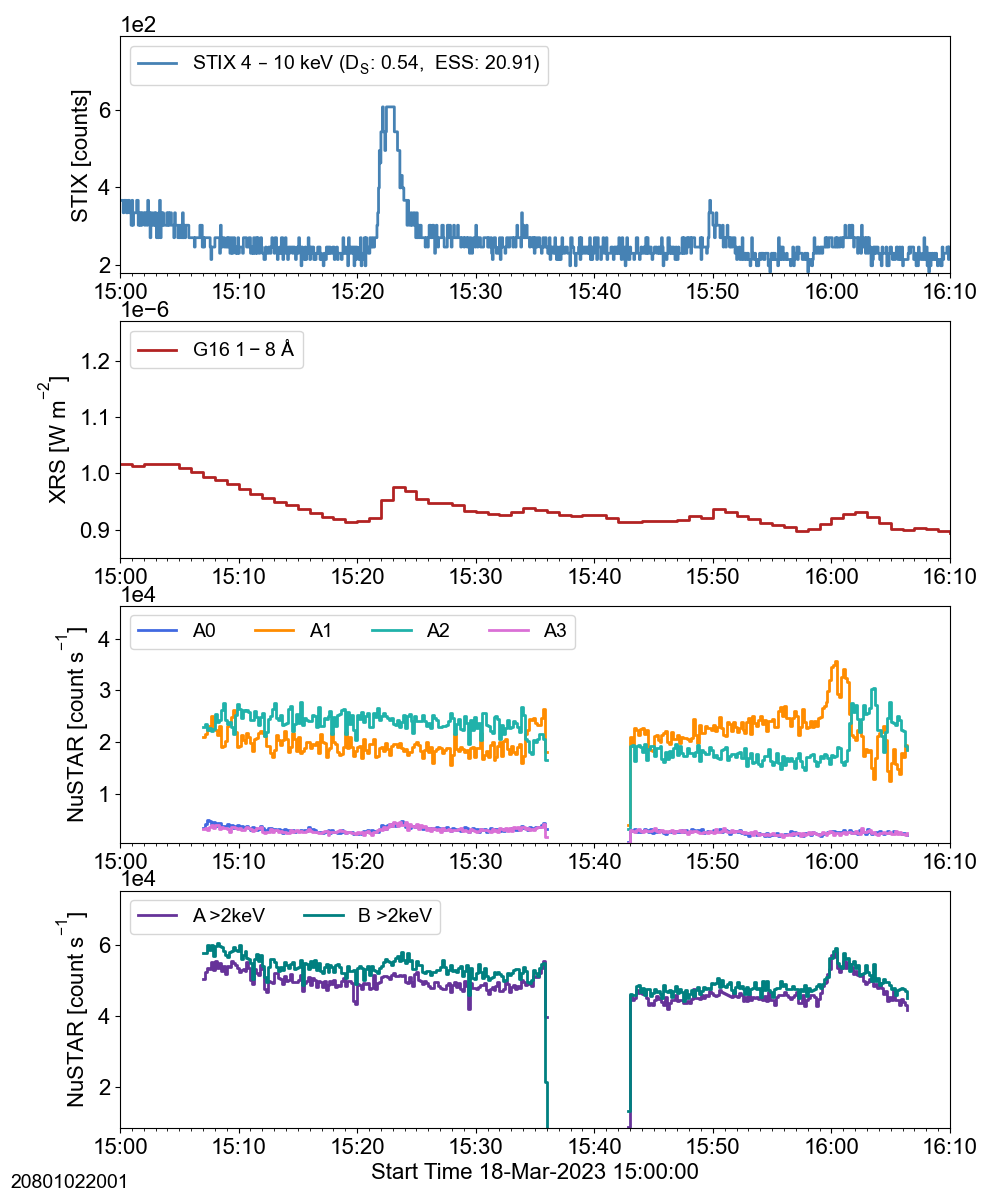 1e2
STIX 4 – 10 keV (D_S: 0.54, ESS: 20.91)
STIX [counts]
6
4
2
15:00 15:10 15:20 15:30 15:40 15:50 16:00 16:10
1e−6
G16 1 – 8 Å
XRS [W m⁻²]
1.2
1.1
1.0
0.9
15:00 15:10 15:20 15:30 15:40 15:50 16:00 16:10
1e4
A0 A1 A2 A3
NuSTAR [count s⁻¹]
4
3
2
1
15:00 15:10 15:20 15:30 15:40 15:50 16:00 16:10
1e4
A >2keV B >2keV
NuSTAR [count s⁻¹]
6
4
2
15:00 15:10 15:20 15:30 15:40 15:50 16:00 16:10
Start Time 18-Mar-2023 15:00:00
20801022001